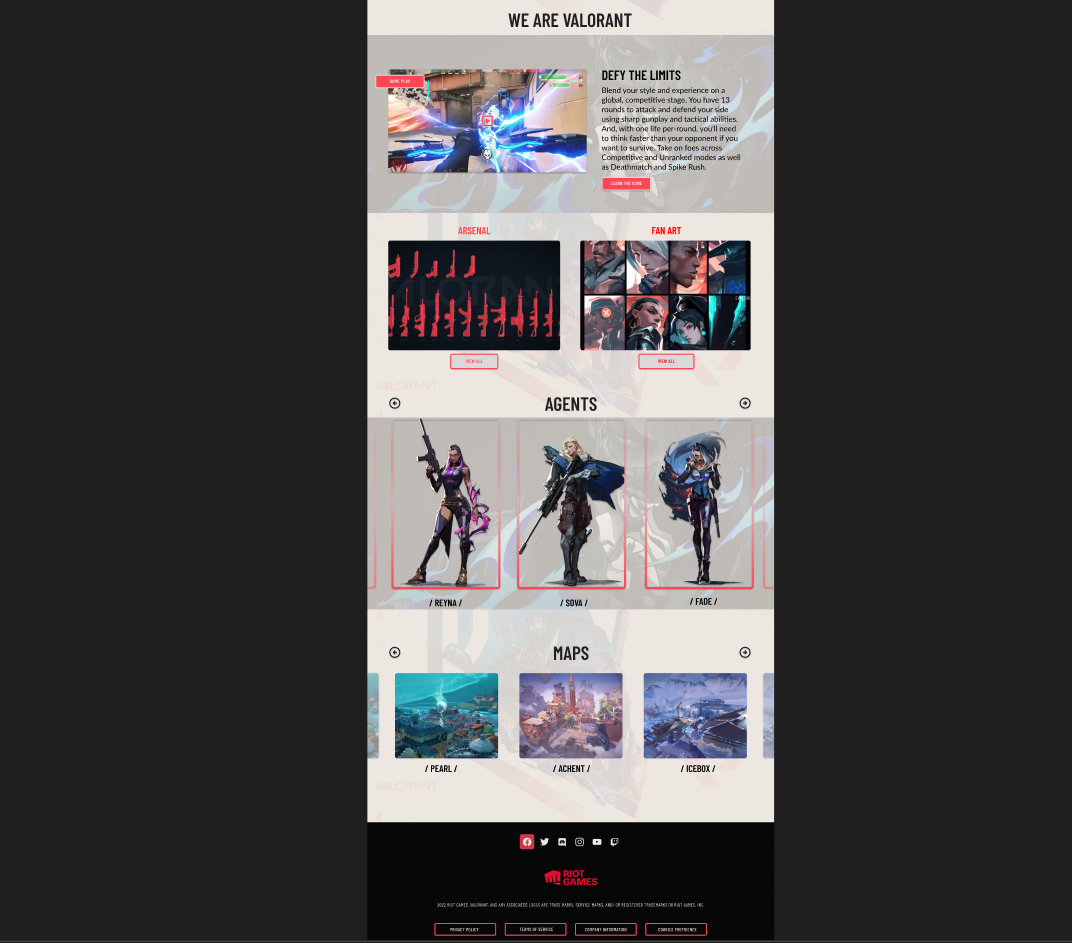 WE ARE VALORANT
GAME PLAY
DEFY THE LIMITS
Blend your style and experience on a
global, competitive stage. You have 13
rounds to attack and defend your side
using sharp gunplay and tactical abilities.
And, with one life per-round, you'll need
to think faster than your opponent if you
want to survive. Take on foes across
Competitive and Unranked modes as well
as Deathmatch and Spike Rush.
LEARN THE GAME
ARSENAL
FAN ART
VIEW ALL
VIEW ALL
VALORANT
AGENTS
/ REYNA /
/ SOVA /
/ FADE /
MAPS
/ PEARL /
/ ACHENT /
/ ICEBOX /
VALORANT
RIOT
GAMES
2022 RIOT GAMES, VALORANT, AND ANY ASSOCIATED LOGOS ARE TRADE MARKS, SERVICE MARKS, AND/ OR REGISTERED TRADEMARKS OR RIOT GAMES, INC.
PRIVACY POLICY
TERMS OF SERVICE
COMPANY INFORMATION
COOKIES PREFRENCE